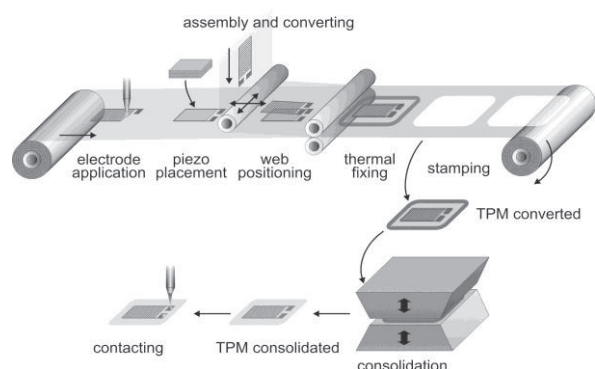 assembly and converting
electrode
application
piezo
placement
web
positioning
thermal
fixing
stamping
TPM converted
contacting
TPM consolidated
consolidation